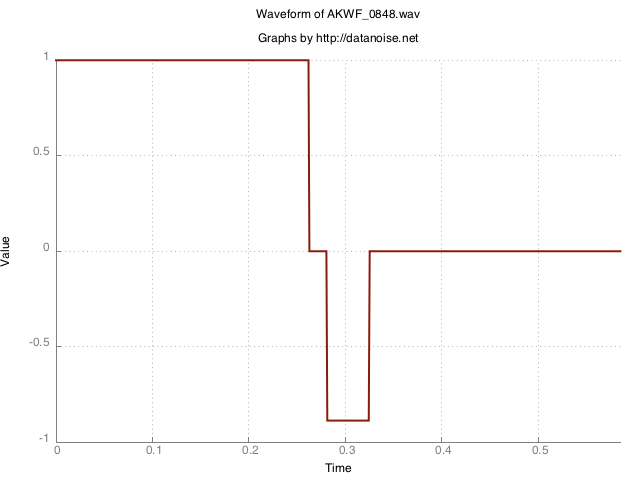 Waveform of AKWF_0848.wav
Graphs by http://datanoise.net
1
0.5
0
-0.5
-1
Value
0 0.1 0.2 0.3 0.4 0.5
Time